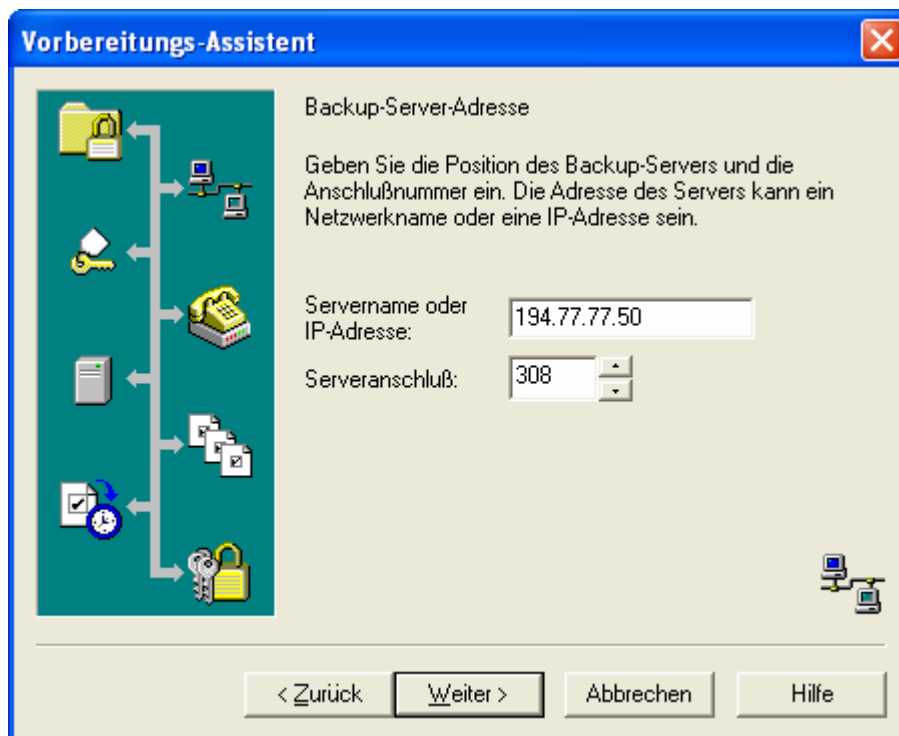 Vorbereitungs-Assistent
Backup-Server-Adresse
Geben Sie die Position des Backup-Servers und die
Anschlußnummer ein. Die Adresse des Servers kann ein
Netzwerkname oder eine IP-Adresse sein.
Servername oder
IP-Adresse:
194.77.77.50
Serveranschluß:
308
< Zurück
Weiter >
Abbrechen
Hilfe